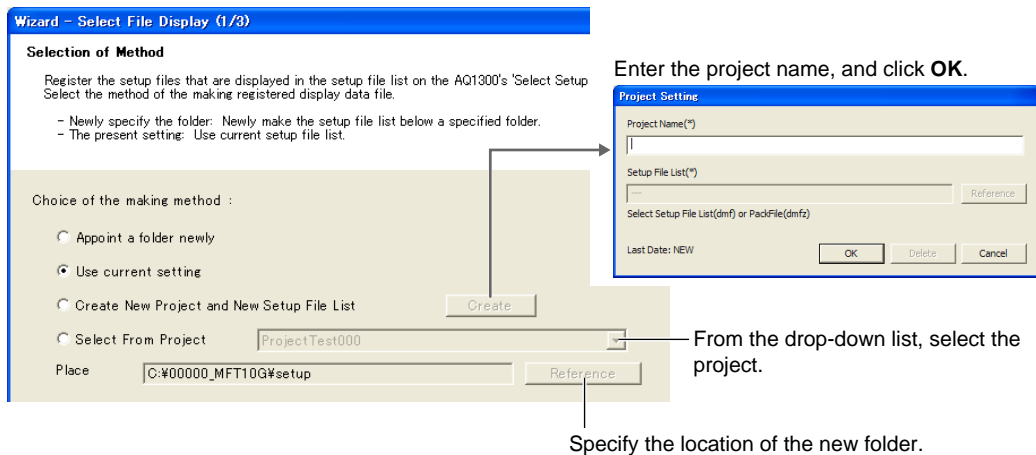 Wizard - Select File Display (1/3)
Selection of Method
Register the setup files that are displayed in the setup file list on the AQ1300's 'Select Setup
Select the method of the making registered display data file.
- Newly specify the folder: Newly make the setup file list below a specified folder.
- The present setting: Use current setup file list.
Choice of the making method :
Appoint a folder newly
Use current setting
Create New Project and New Setup File List
Create
Select From Project
ProjectTest000
Place
C:¥00000_MFT10G¥setup
Reference
Enter the project name, and click OK.
Project Setting
Project Name(*)
Setup File List(*)
---
Reference
Select Setup File List(dmf) or PackFile(dmfz)
Last Date: NEW
OK
Delete
Cancel
From the drop-down list, select the
project.
Specify the location of the new folder.